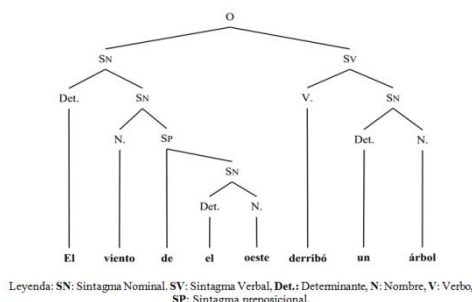 O
SN SV
Det. SN V. SN
N. SP Det. N.
SN
Det. N.
El viento de el oeste derribó un árbol
Leyenda: SN: Sintagma Nominal. SV: Sintagma Verbal, Det.: Determinante, N: Nombre, V: Verbo,
SP: Sintagma preposicional.